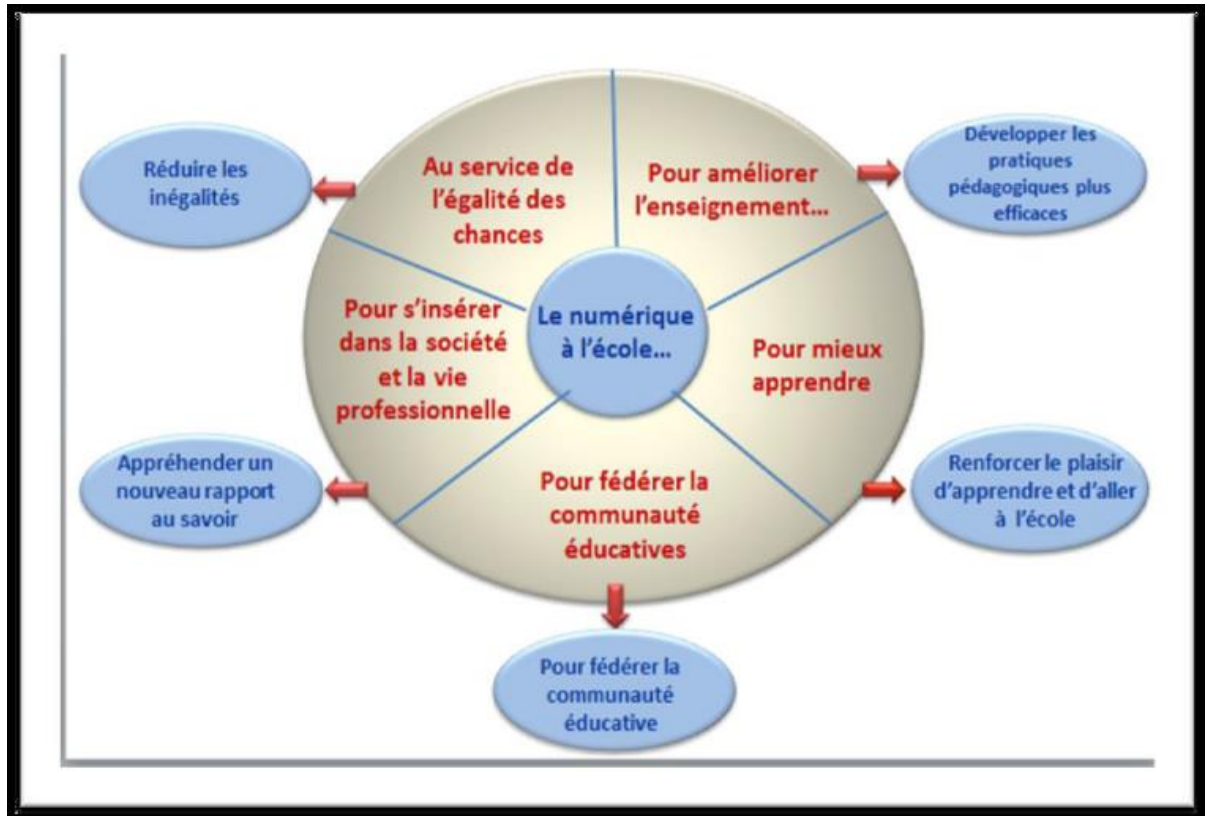 Réduire les
inégalités
Au service de
l'égalité des
chances
Pour améliorer
l'enseignement...
Développer les
pratiques
pédagogiques plus
efficaces
Le numérique
à l'école...
Pour s'insérer
dans la société
et la vie
professionnelle
Pour mieux
apprendre
Appréhender un
nouveau rapport
au savoir
Pour fédérer la
communauté
éducatives
Renforcer le plaisir
d'apprendre et d'aller
à l'école
Pour fédérer la
communauté
éducative